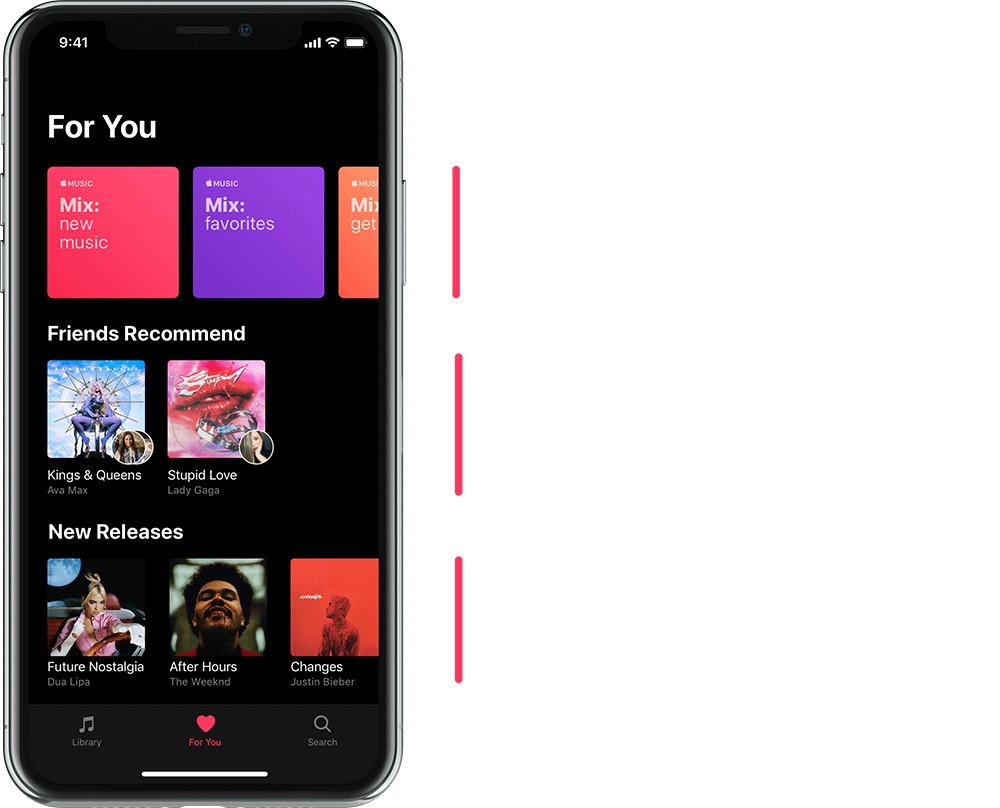 9:41
For You
MUSIC
Mix:
new
music
MUSIC
Mix:
favorites
MUSI
Mix
get
Friends Recommend
Kings & Queens
Ava Max
Stupid Love
Lady Gaga
New Releases
Future Nostalgia
Dua Lipa
After Hours
The Weeknd
Changes
Justin Bieber
Library
For You
Search